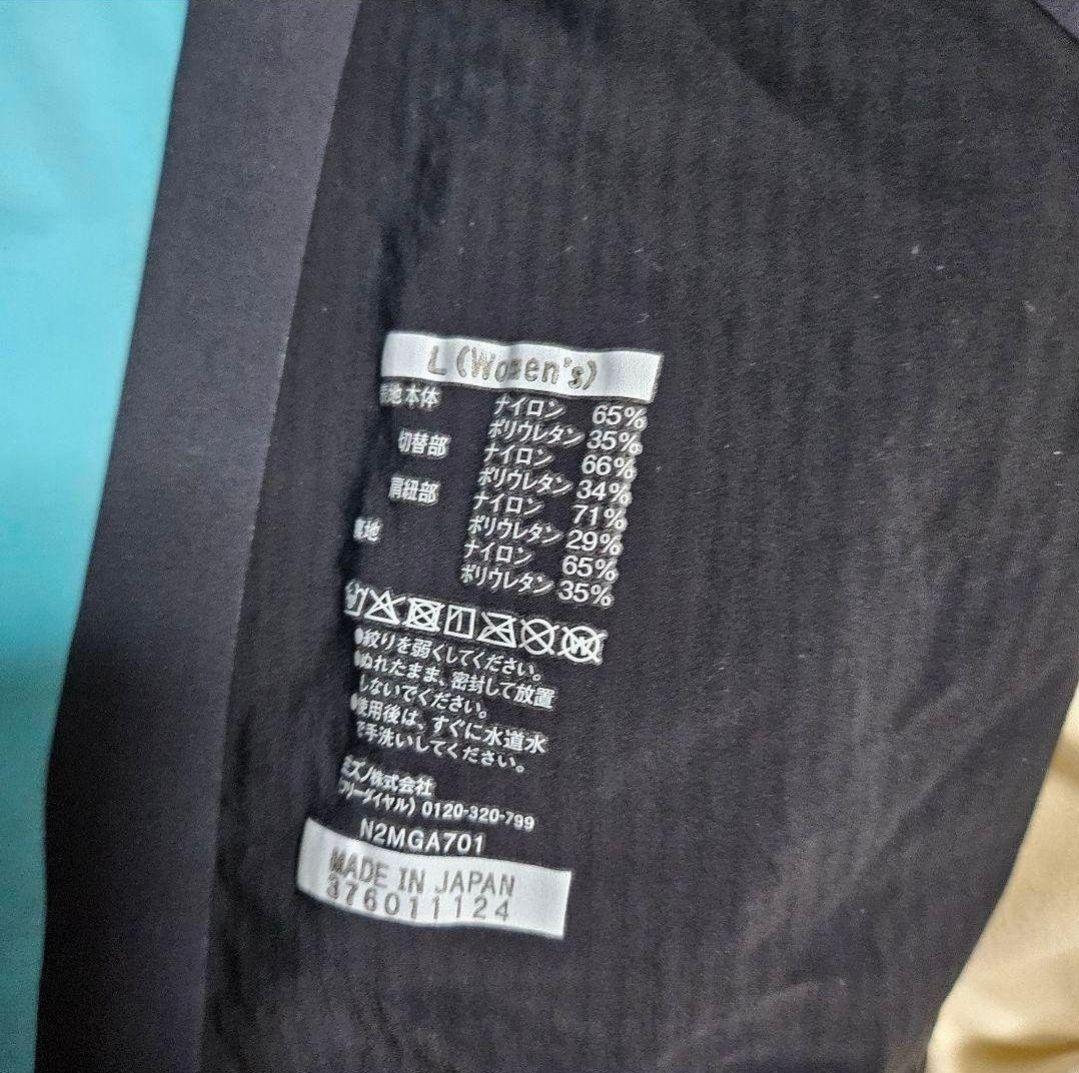 L (Women's)
表地本体 ナイロン 65%
ポリウレタン 35%
切替部 ナイロン 66%
ポリウレタン 34%
肩紐部 ナイロン 71%
ポリウレタン 29%
裏地 ナイロン 65%
ポリウレタン 35%
●絞りを弱くしてください。
●ぬれたまま、密封して放置
しないでください。
●使用後は、すぐに水道水
で手洗いしてください。
ミズノ株式会社
(フリーダイヤル) 0120-320-799
N2MGA701
MADE IN JAPAN
376011124